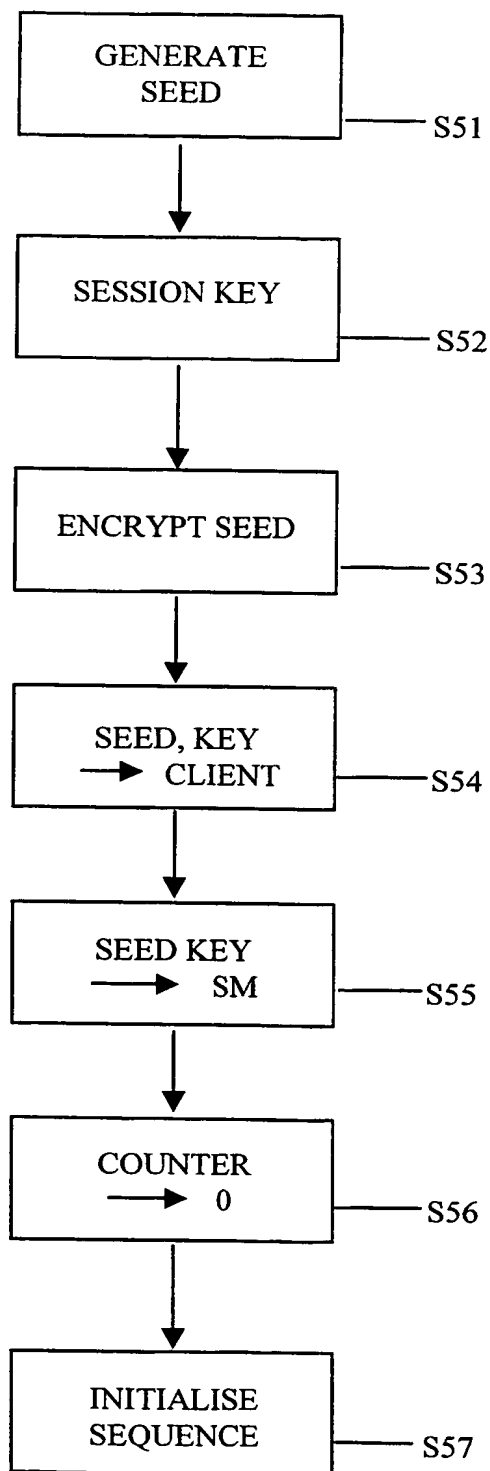 GENERATE
SEED
S51
SESSION KEY
S52
ENCRYPT SEED
S53
SEED, KEY
→ CLIENT
S54
SEED KEY
→ SM
S55
COUNTER
→ 0
S56
INITIALISE
SEQUENCE
S57